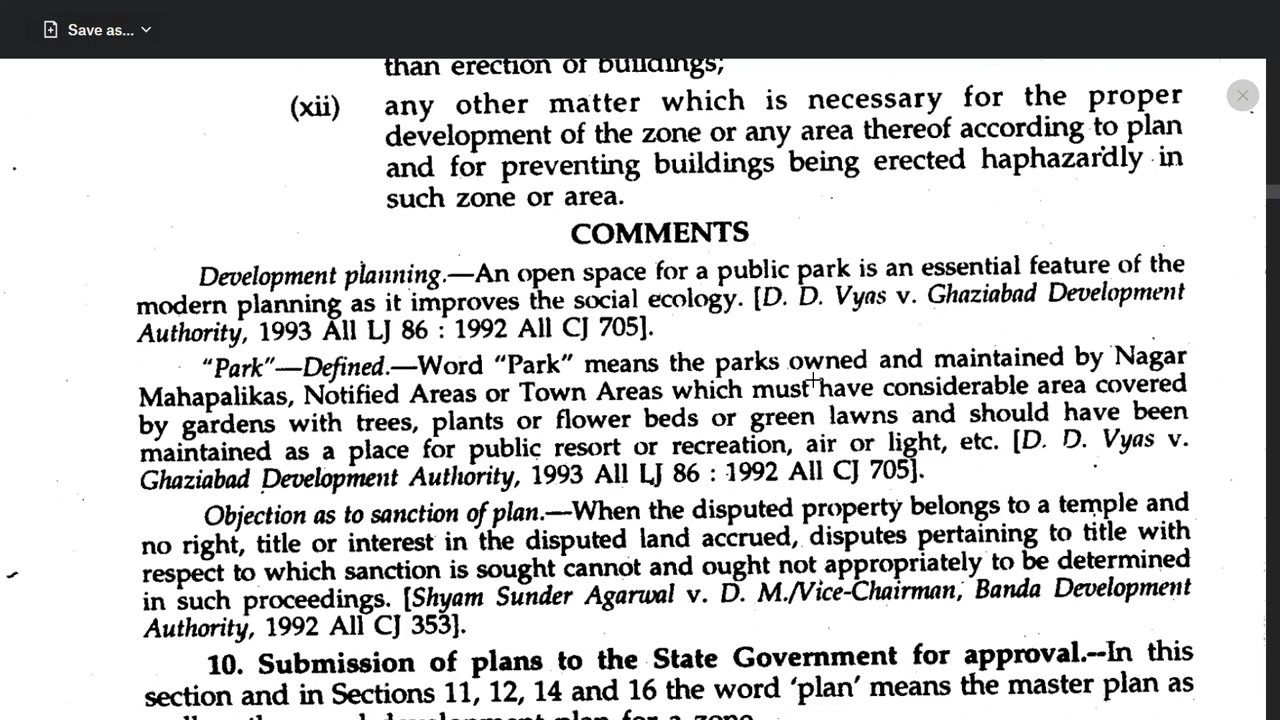 Save as...
than erection of buildings;
(xii) any other matter which is necessary for the proper
development of the zone or any area thereof according to plan
and for preventing buildings being erected haphazardly in
such zone or area.
COMMENTS
Development planning.—An open space for a public park is an essential feature of the
modern planning as it improves the social ecology. [D. D. Vyas v. Ghaziabad Development
Authority, 1993 All LJ 86 : 1992 All CJ 705].
"Park"—Defined.—Word "Park" means the parks owned and maintained by Nagar
Mahapalikas, Notified Areas or Town Areas which must have considerable area covered
by gardens with trees, plants or flower beds or green lawns and should have been
maintained as a place for public resort or recreation, air or light, etc. [D. D. Vyas v.
Ghaziabad Development Authority, 1993 All LJ 86 : 1992 All CJ 705].
Objection as to sanction of plan.—When the disputed property belongs to a temple and
no right, title or interest in the disputed land accrued, disputes pertaining to title with
respect to which sanction is sought cannot and ought not appropriately to be determined
in such proceedings. [Shyam Sunder Agarwal v. D. M./Vice-Chairman, Banda Development
Authority, 1992 All CJ 353].
10. Submission of plans to the State Government for approval.--In this
section and in Sections 11, 12, 14 and 16 the word 'plan' means the master plan as
development plan for a zone.